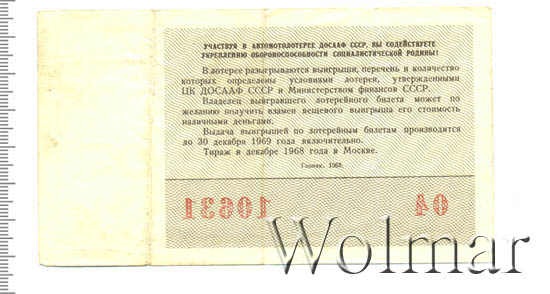 УЧАСТВУЯ В АВТОМОТОЛОТЕРЕЕ ДОСААФ СССР, ВЫ СОДЕЙСТВУЕТЕ
УКРЕПЛЕНИЮ ОБОРОНОСПОСОБНОСТИ СОЦИАЛИСТИЧЕСКОЙ РОДИНЫ!
В лотерее разыгрываются выигрыши, перечень и количество
которых определены условиями лотереи, утвержденными
ЦК ДОСААФ СССР и Министерством финансов СССР.
Владелец выигравшего лотерейного билета может по
желанию получить взамен вещевого выигрыша его стоимость
наличными деньгами.
Выдача выигрышей по лотерейным билетам производится
до 30 декабря 1969 года включительно.
Тираж в декабре 1968 года в Москве.
Гознак. 1968.
10631 04
Wolmar